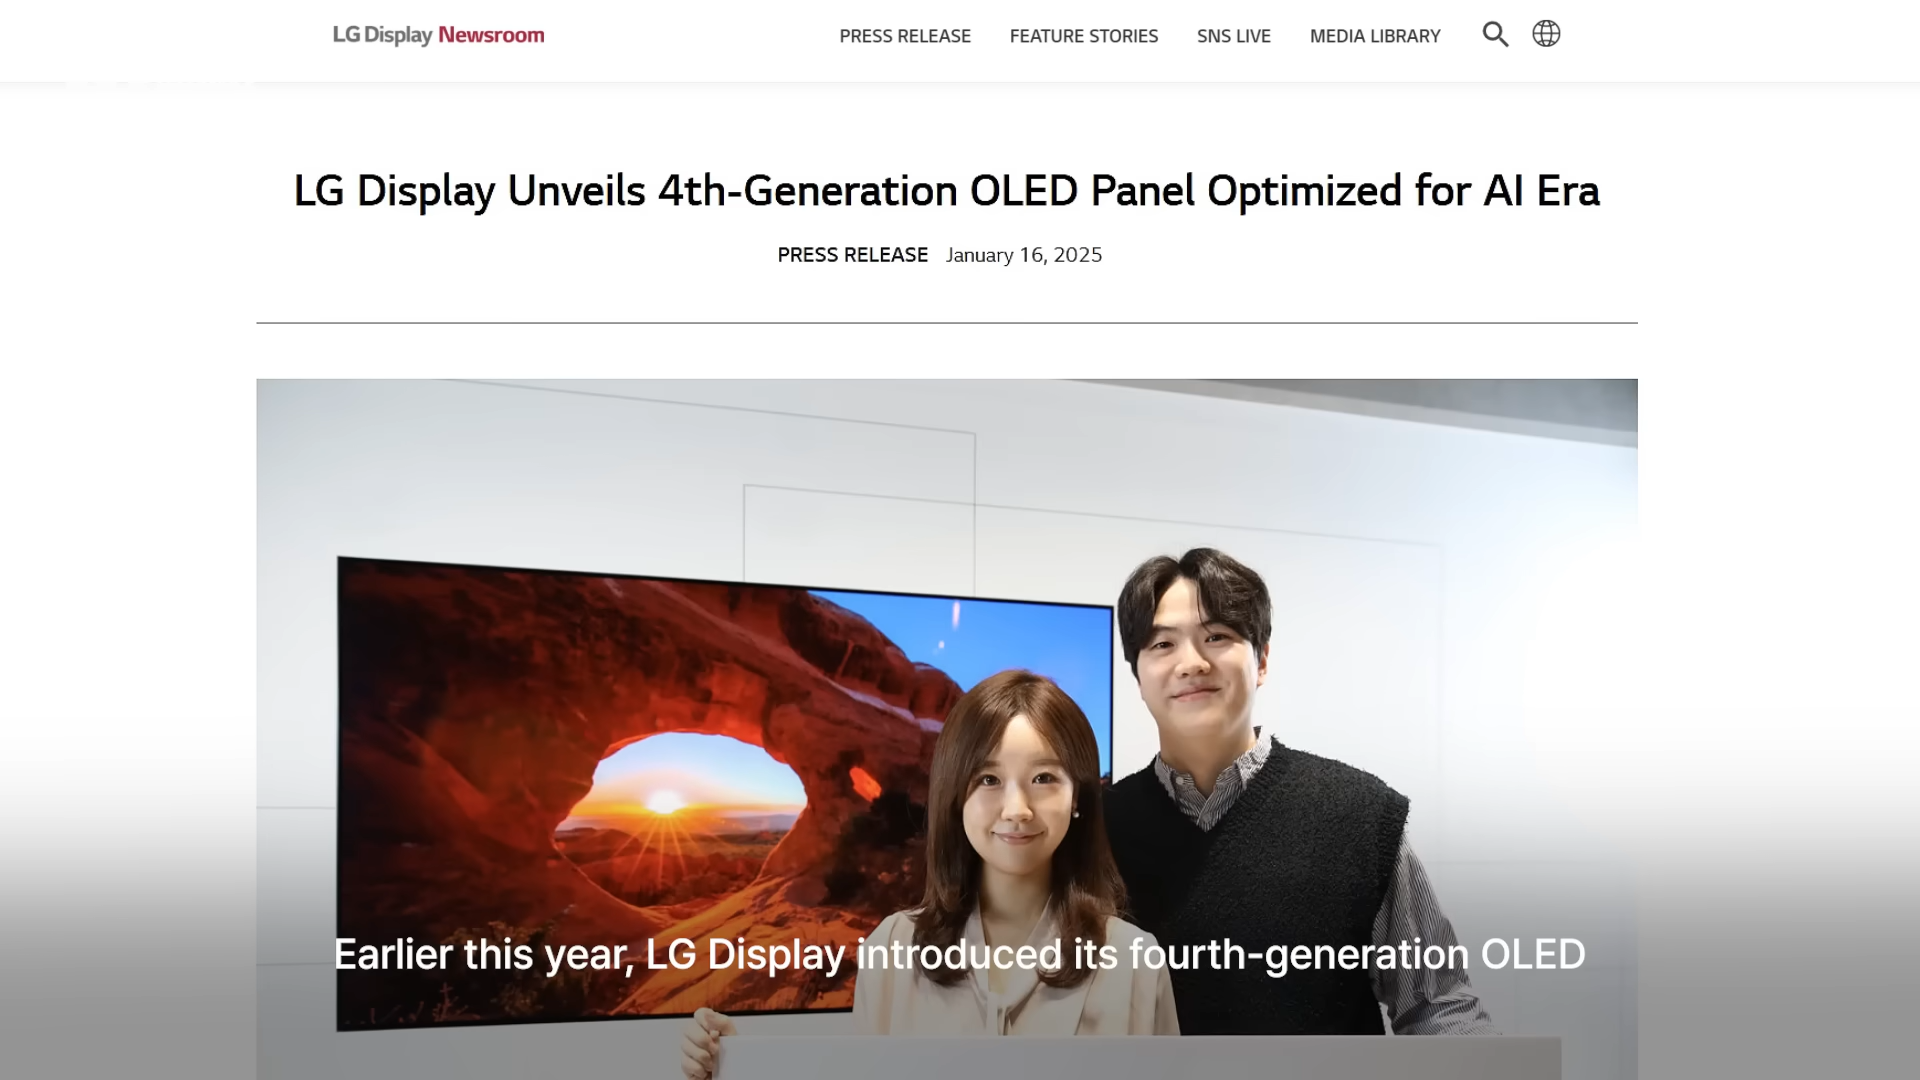 LG Display Newsroom
PRESS RELEASE FEATURE STORIES SNS LIVE MEDIA LIBRARY
LG Display Unveils 4th-Generation OLED Panel Optimized for AI Era
PRESS RELEASE January 16, 2025
Earlier this year, LG Display introduced its fourth-generation OLED